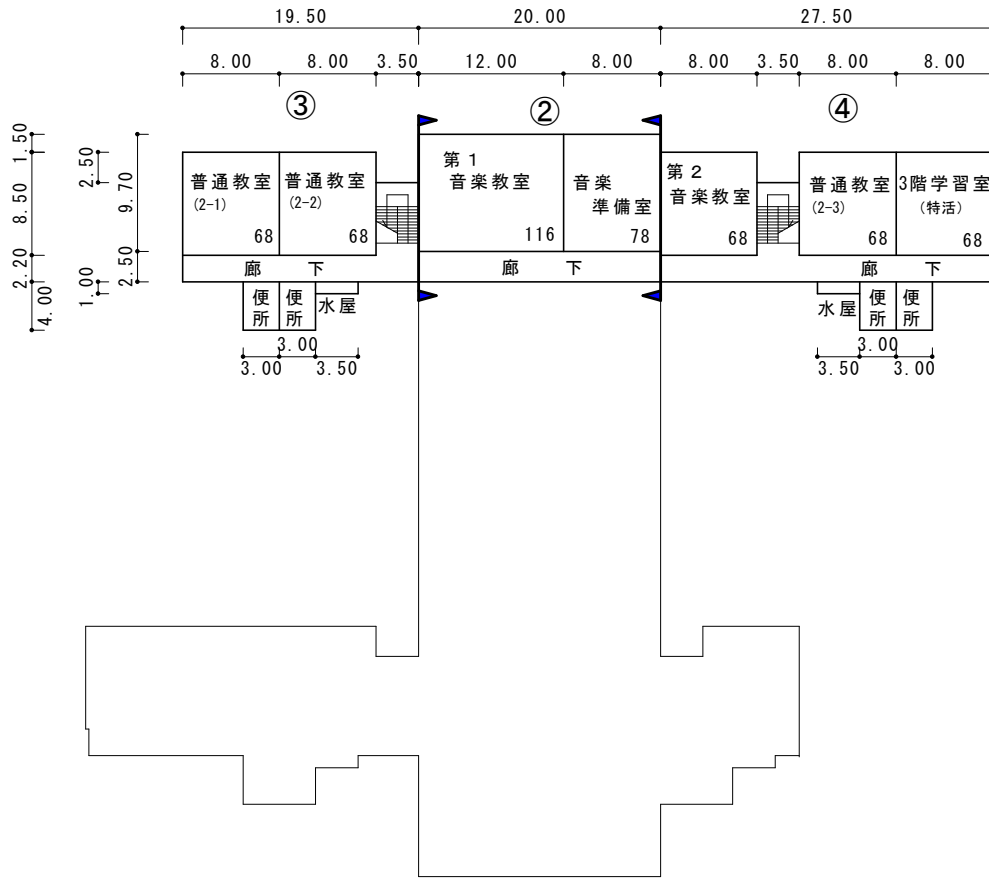 19.50 20.00 27.50
8.00 8.00 3.50 12.00 8.00 8.00 3.50 8.00 8.00
③ ② ④
1.50
8.50
2.20
4.00
2.50
1.00
9.70
2.50
普通教室
(2-1)
68
普通教室
(2-2)
68
第1
音楽教室
116
音楽
準備室
78
第2
音楽教室
68
普通教室
(2-3)
68
3階学習室
(特活)
68
廊下
廊下
廊下
便所
便所
水屋
水屋
便所
便所
3.00
3.00 3.50
3.00
3.50 3.00